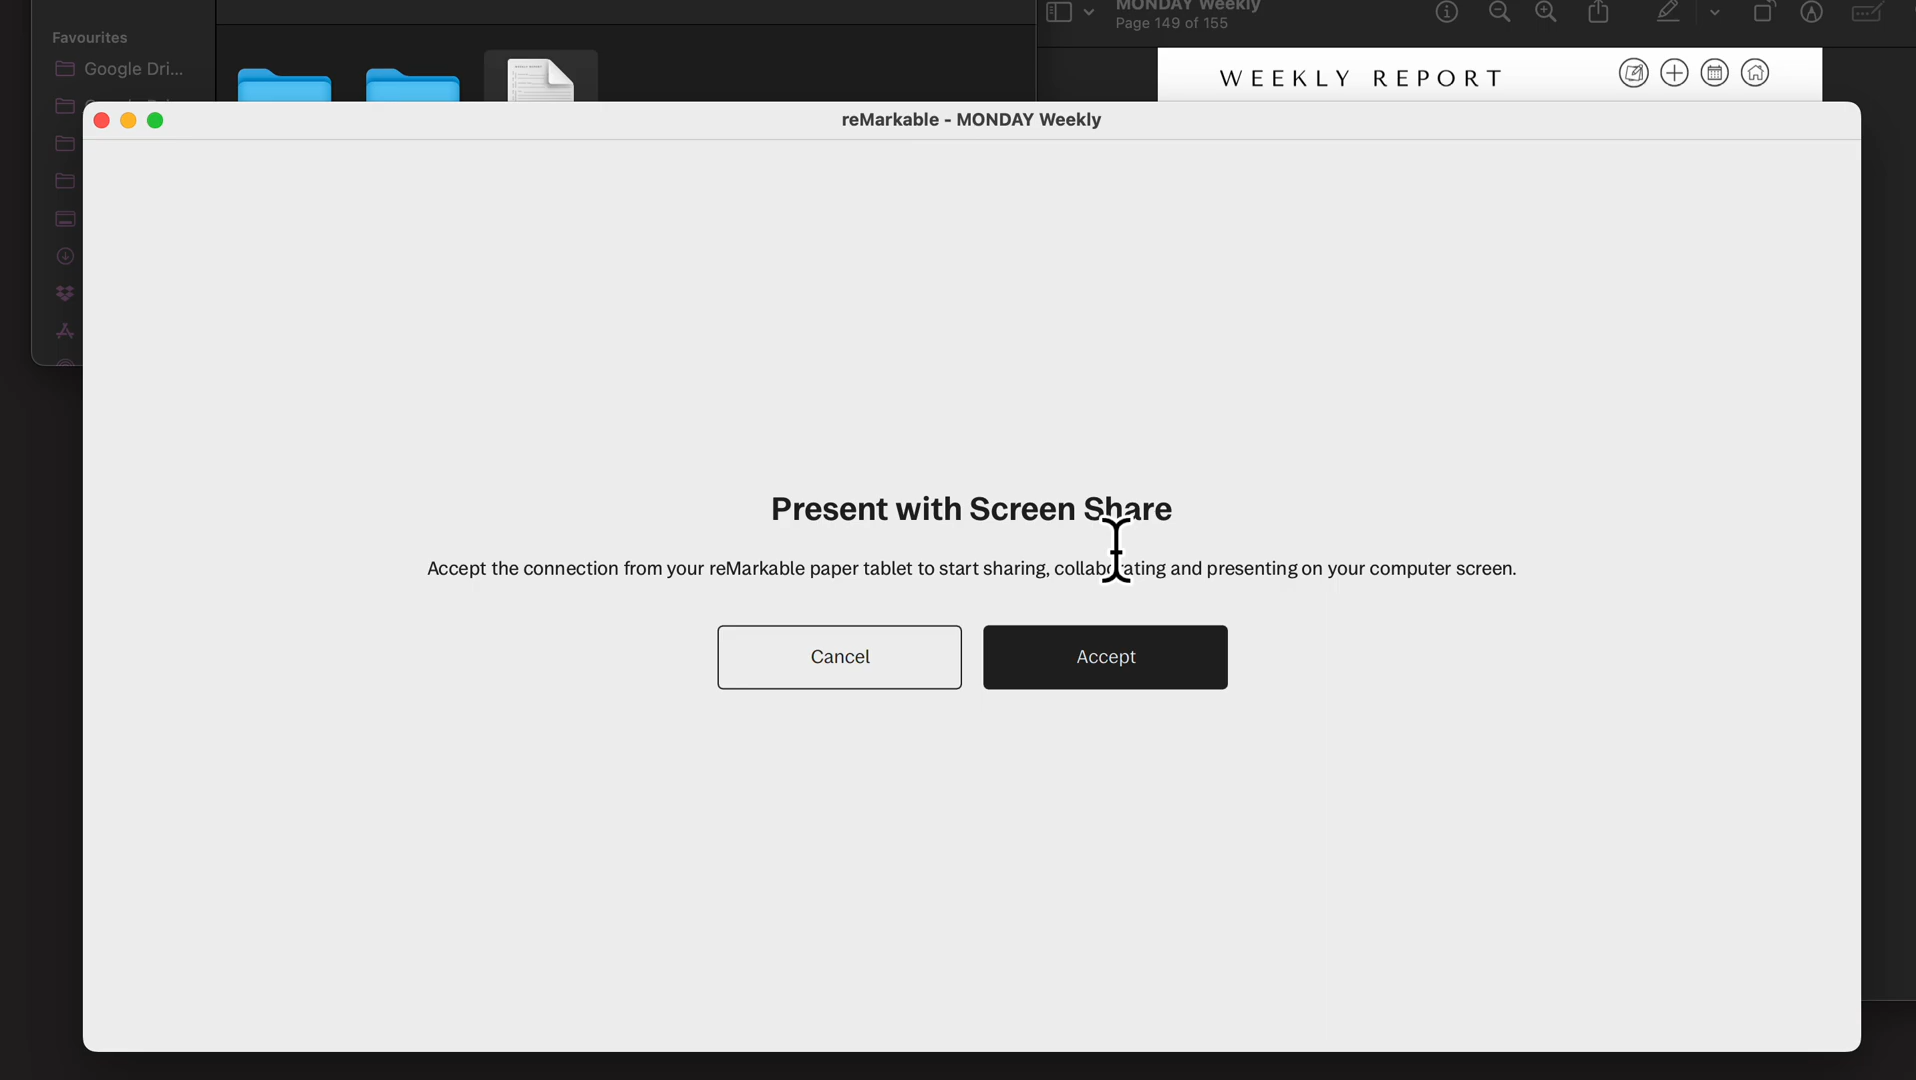 Favourites
Google Dri...
MONDAY Weekly
Page 149 of 155
WEEKLY REPORT
reMarkable - MONDAY Weekly
Present with Screen Share
Accept the connection from your reMarkable paper tablet to start sharing, collaborating and presenting on your computer screen.
Cancel
Accept